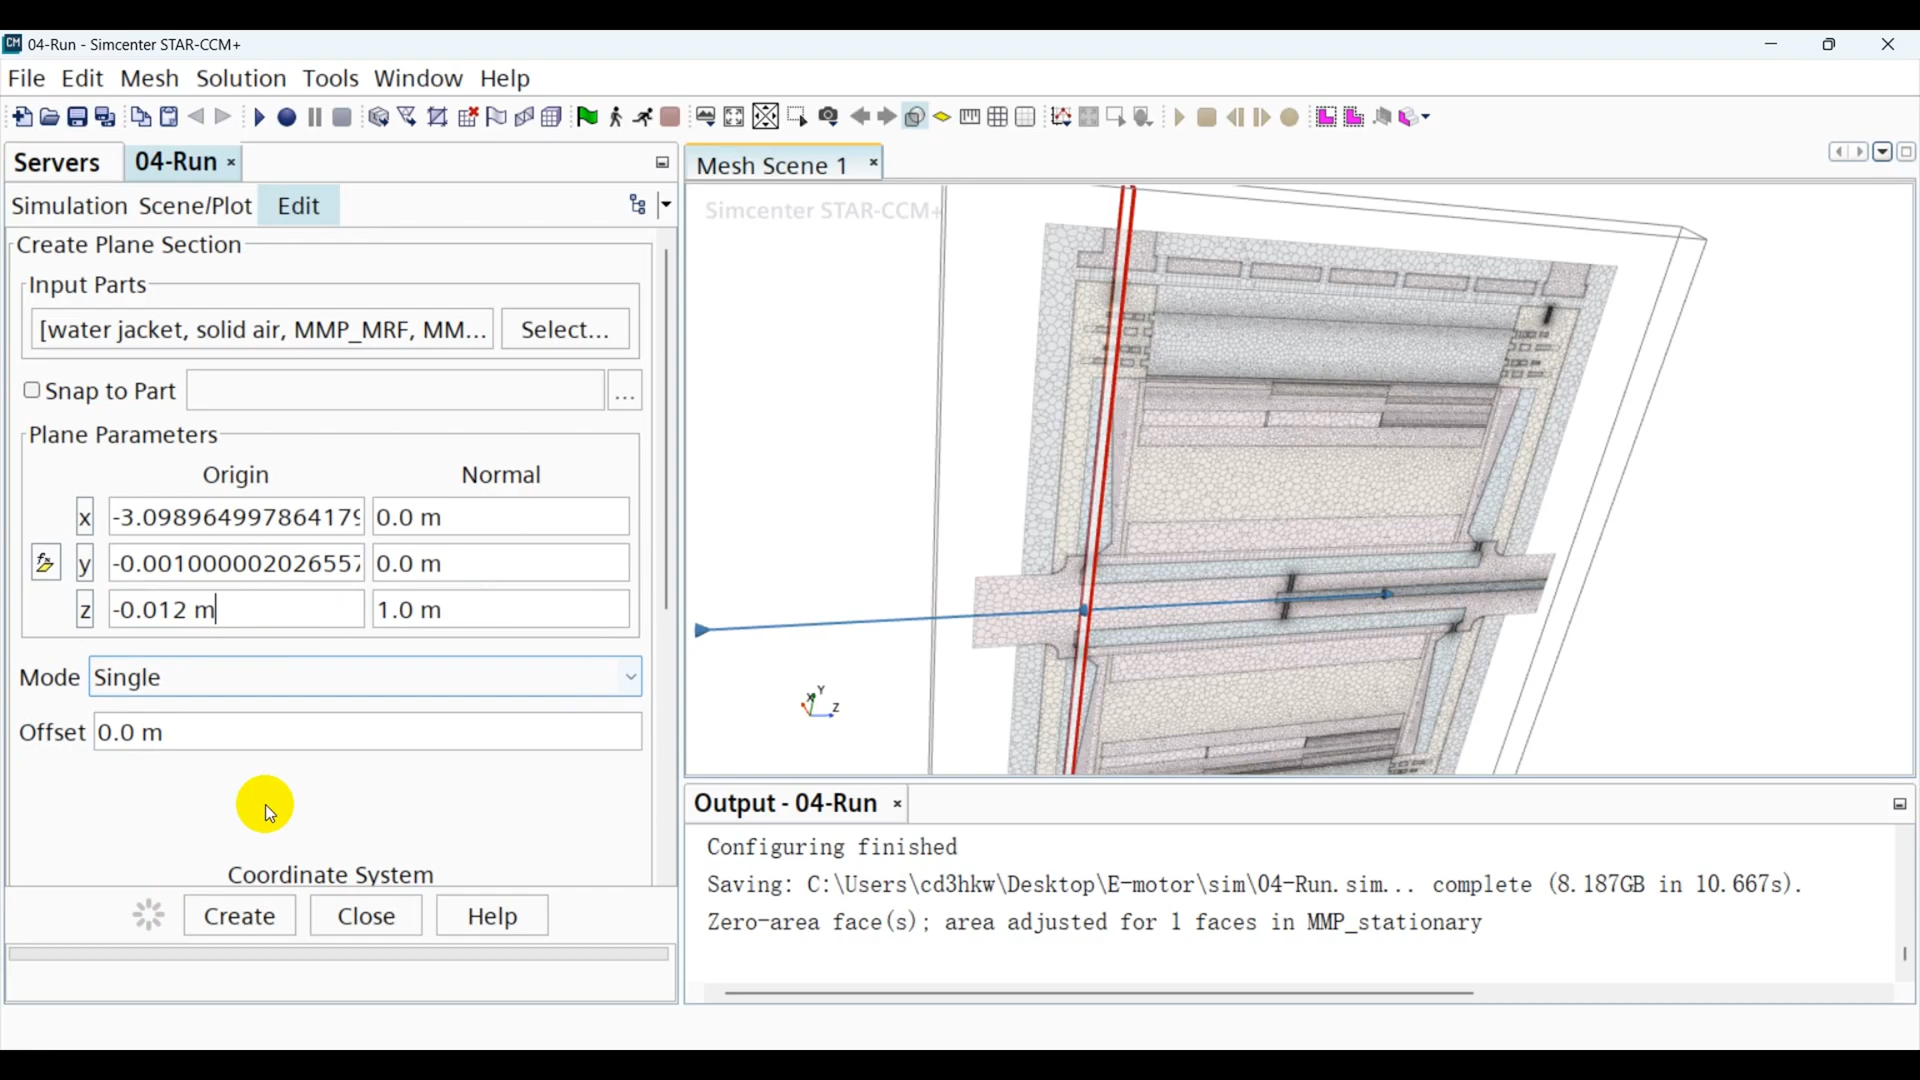 04-Run - Simcenter STAR-CCM+
File Edit Mesh Solution Tools Window Help
Servers 04-Run ×
Mesh Scene 1 ×
Simulation Scene/Plot Edit
Simcenter STAR-CCM+
Create Plane Section
Input Parts
[water jacket, solid air, MMP_MRF, MM... Select...
Snap to Part ...
Plane Parameters
Origin Normal
x -3.098964997864179 0.0 m
y -0.001000002026557 0.0 m
z -0.012 m 1.0 m
Mode Single
Offset 0.0 m
Coordinate System
Create Close Help
X Y Z
Output - 04-Run ×
Configuring finished
Saving: C:\Users\cd3hkw\Desktop\E-motor\sim\04-Run.sim... complete (8.187GB in 10.667s).
Zero-area face(s); area adjusted for 1 faces in MMP_stationary